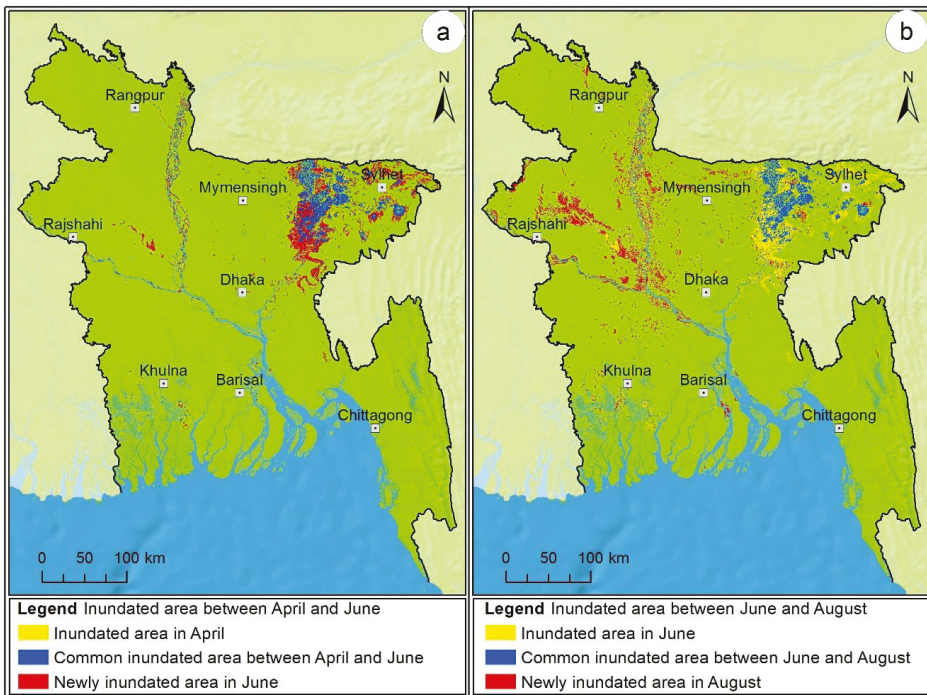 a
N
Rangpur
Mymensingh
Sylhet
Rajshahi
Dhaka
Khulna
Barisal
Chittagong
0 50 100 km
Legend Inundated area between April and June
Inundated area in April
Common inundated area between April and June
Newly inundated area in June
b
N
Rangpur
Mymensingh
Sylhet
Rajshahi
Dhaka
Khulna
Barisal
Chittagong
0 50 100 km
Legend Inundated area between June and August
Inundated area in June
Common inundated area between June and August
Newly inundated area in August